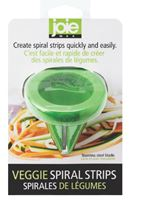 joie
MSC
Create spiral strips quickly and easily.
C'est facile et rapide de créer
des spirales de légumes.
Stainless steel blade.
VEGGIE SPIRAL STRIPS
SPIRALES DE LÉGUMES